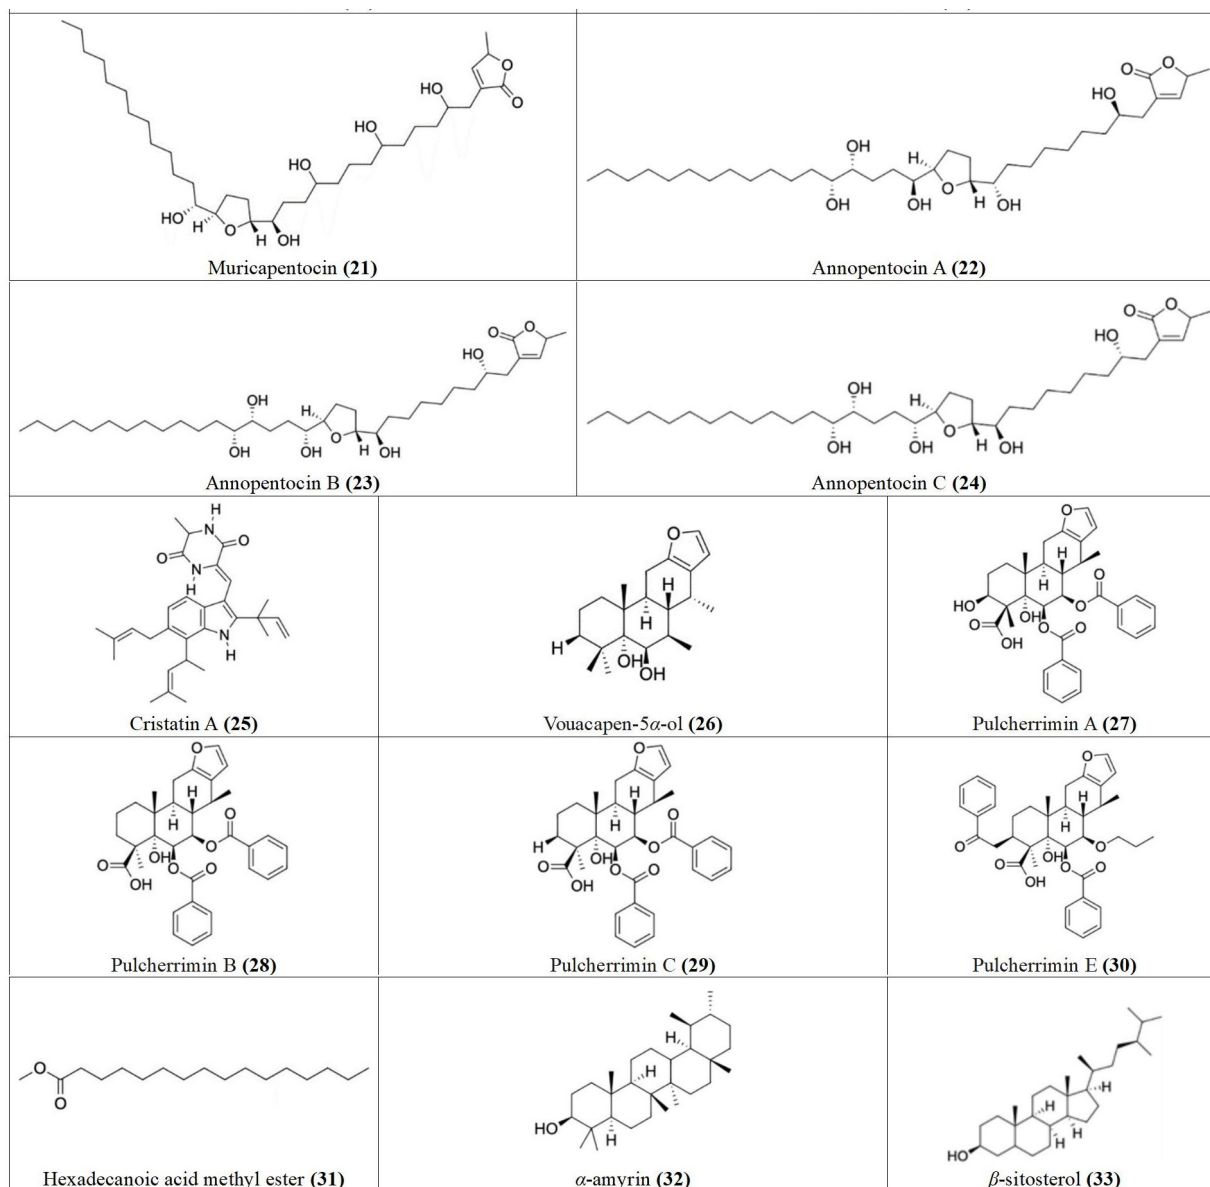 Muricapentocin (21)
Annopentocin A (22)
Annopentocin B (23)
Annopentocin C (24)
Cristatin A (25)
Vouacapen-5α-ol (26)
Pulcherrimin A (27)
Pulcherrimin B (28)
Pulcherrimin C (29)
Pulcherrimin E (30)
Hexadecanoic acid methyl ester (31)
α-amyrin (32)
β-sitosterol (33)